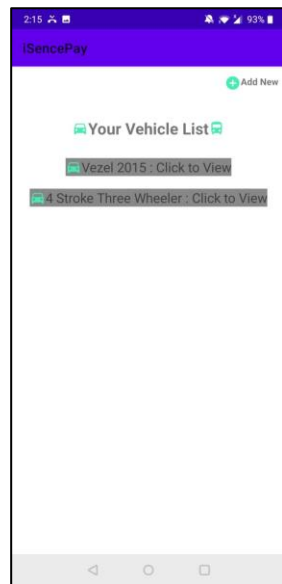 2:15 93%
iSencePay
Add New
Your Vehicle List
Vezel 2015 : Click to View
4 Stroke Three Wheeler : Click to View